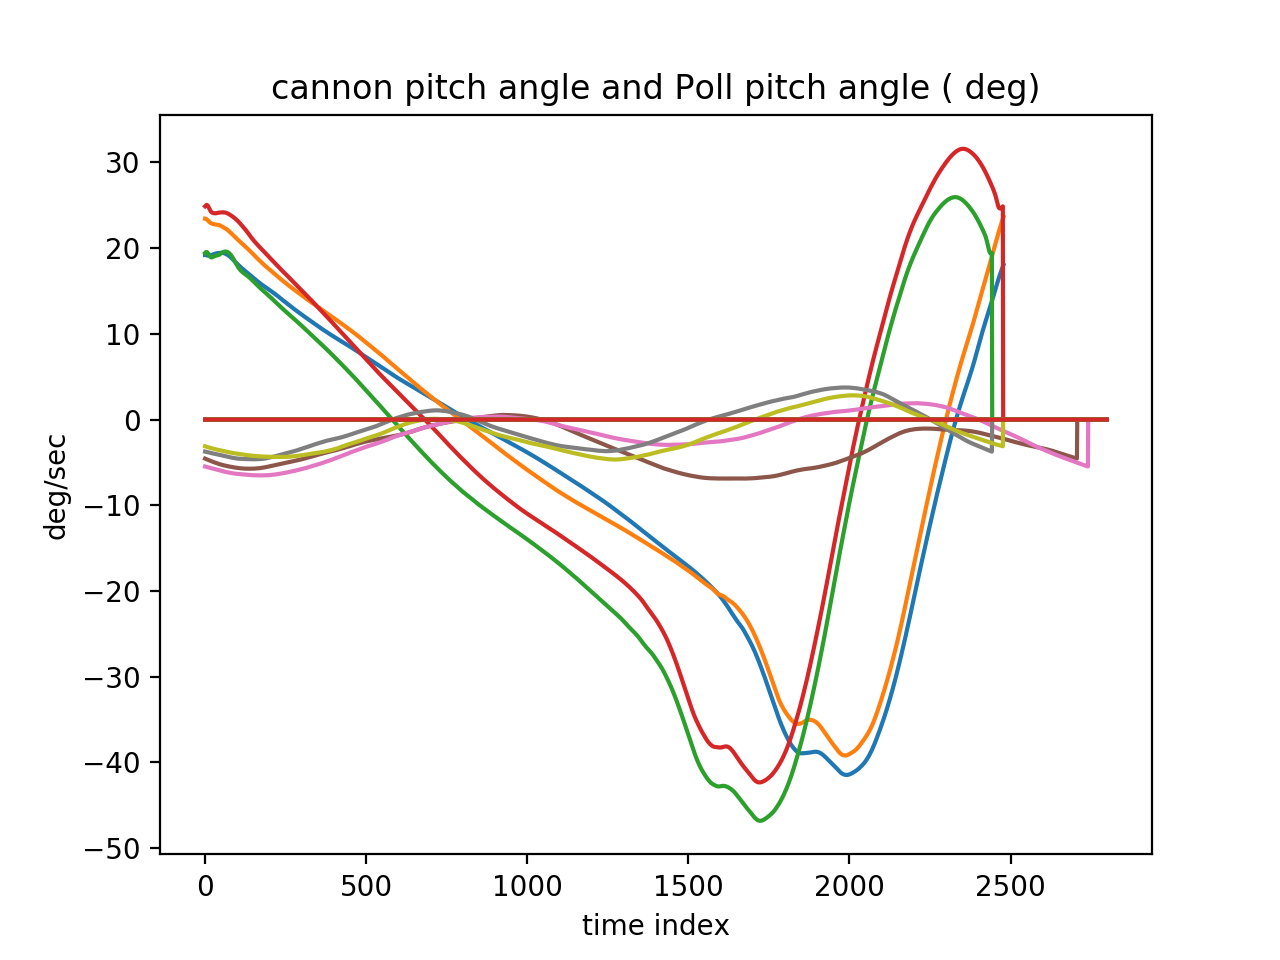 cannon pitch angle and Poll pitch angle ( deg)
30
20
10
0
−10
−20
−30
−40
−50
deg/sec
0 500 1000 1500 2000 2500
time index